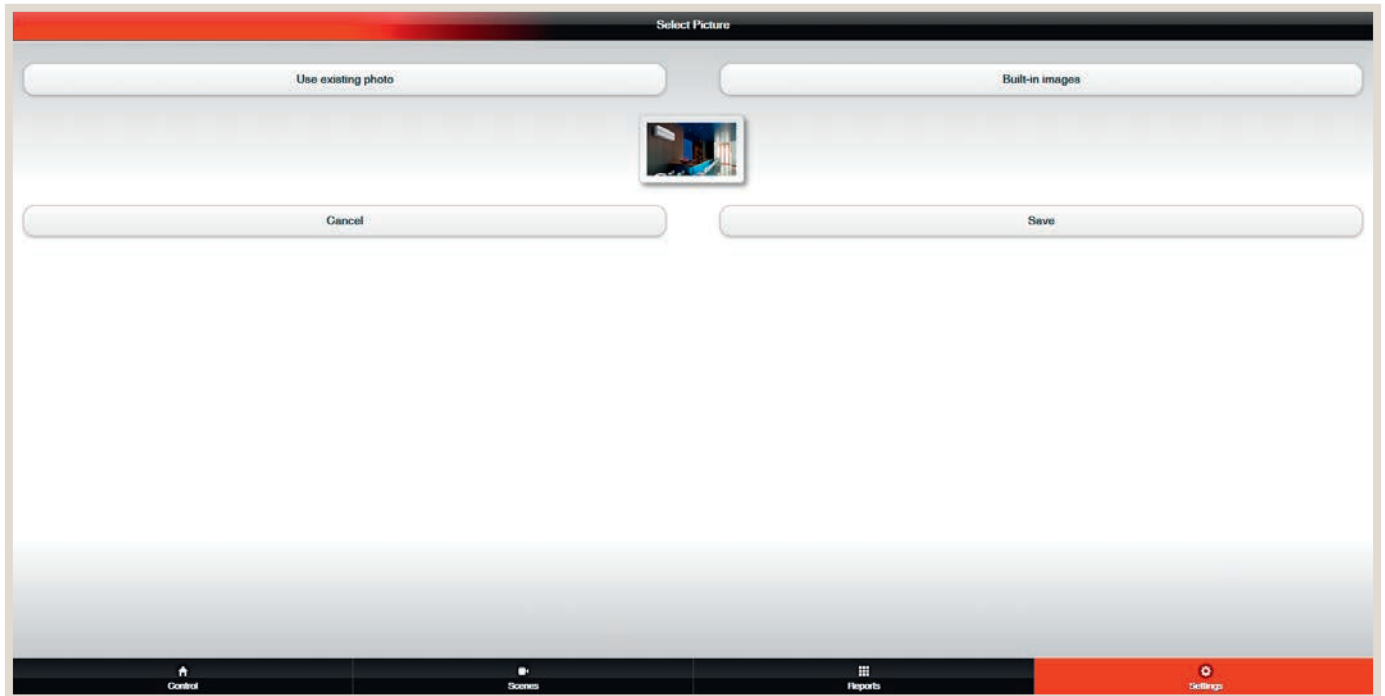 Select Picture
Use existing photo
Built-in images
Cancel
Save
Control
Scenes
Reports
Settings